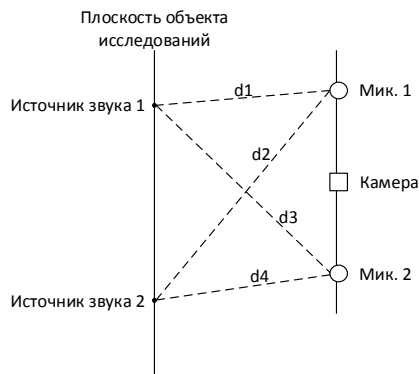 Плоскость объекта
исследований
Источник звука 1
d1
Мик. 1
d2
Камера
d3
Мик. 2
d4
Источник звука 2